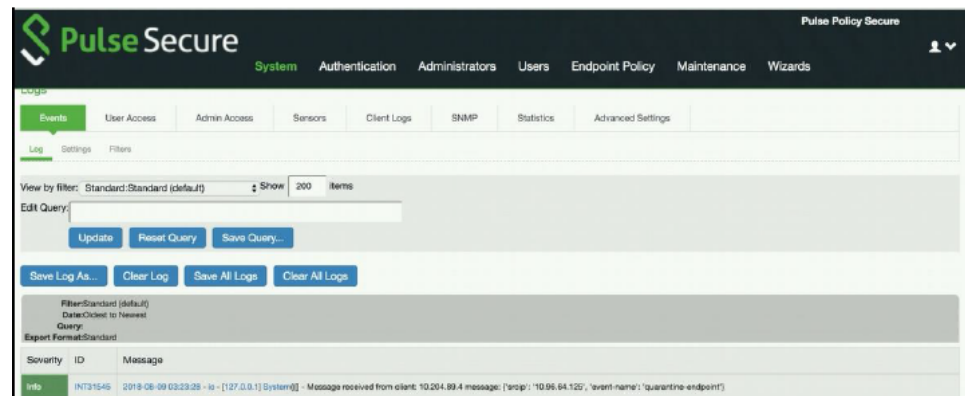 Pulse Policy Secure
Pulse Secure
System Authentication Administrators Users Endpoint Policy Maintenance Wizards
Logs
Events User Access Admin Access Sensors Client Logs SNMP Statistics Advanced Settings
Log Settings Filters
View by filter: Standard:Standard (default) Show 200 items
Edit Query:
Update Reset Query Save Query...
Save Log As... Clear Log Save All Logs Clear All Logs
Filter:Standard (default)
Date:Oldest to Newest
Query:
Export Format:Standard
Severity ID Message
Info INT31545 2018-08-09 03:23:28 - ic - [127.0.0.1] System()[] - Message received from client: 10.204.89.4 message: {'srcip': '10.96.64.125', 'event-name': 'quarantine-endpoint'}